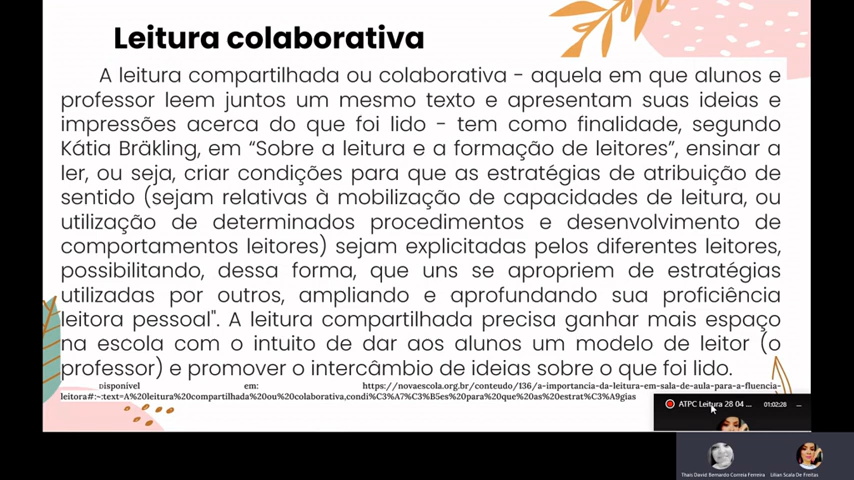 Leitura colaborativa
A leitura compartilhada ou colaborativa - aquela em que alunos e
professor leem juntos um mesmo texto e apresentam suas ideias e
impressões acerca do que foi lido - tem como finalidade, segundo
Kátia Bräkling, em “Sobre a leitura e a formação de leitores”, ensinar a
ler, ou seja, criar condições para que as estratégias de atribuição de
sentido (sejam relativas à mobilização de capacidades de leitura, ou
utilização de determinados procedimentos e desenvolvimento de
comportamentos leitores) sejam explicitadas pelos diferentes leitores,
possibilitando, dessa forma, que uns se apropriem de estratégias
utilizadas por outros, ampliando e aprofundando sua proficiência
leitora pessoal". A leitura compartilhada precisa ganhar mais espaço
na escola com o intuito de dar aos alunos um modelo de leitor (o
professor) e promover o intercâmbio de ideias sobre o que foi lido.
Disponível em: https://novaescola.org.br/conteudo/136/a-importancia-da-leitura-em-sala-de-aula-para-a-fluencia-
leitora#:~:text=A%20leitura%20compartilhada%20ou%20colaborativa,condi%C3%A7%C3%B5es%20para%20que%20as%20estrat%C3%A9gias
ATPC Leitura 28 04 ... 01:02:28 ...
Thais David Bernardo Correia Ferreira Lilian Scala De Freitas